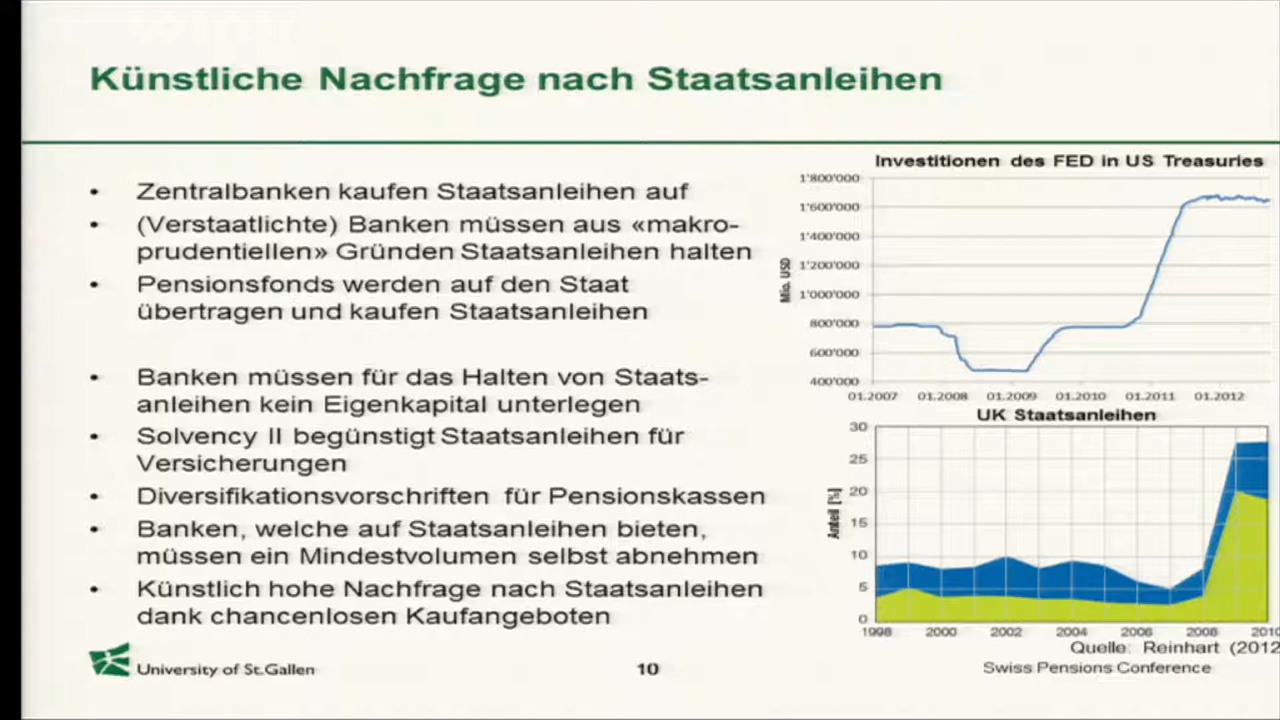 Künstliche Nachfrage nach Staatsanleihen
• Zentralbanken kaufen Staatsanleihen auf
• (Verstaatlichte) Banken müssen aus «makro-
prudentiellen» Gründen Staatsanleihen halten
• Pensionsfonds werden auf den Staat
übertragen und kaufen Staatsanleihen
• Banken müssen für das Halten von Staats-
anleihen kein Eigenkapital unterlegen
• Solvency II begünstigt Staatsanleihen für
Versicherungen
• Diversifikationsvorschriften für Pensionskassen
• Banken, welche auf Staatsanleihen bieten,
müssen ein Mindestvolumen selbst abnehmen
• Künstlich hohe Nachfrage nach Staatsanleihen
dank chancenlosen Kaufangeboten
Investitionen des FED in US Treasuries
Mio. USD
1'800'000
1'600'000
1'400'000
1'200'000
1'000'000
800'000
600'000
400'000
01.2007 01.2008 01.2009 01.2010 01.2011 01.2012
UK Staatsanleihen
Anteil [%]
30
25
20
15
10
5
0
1998 2000 2002 2004 2006 2008 2010
Quelle: Reinhart (2012
University of St.Gallen
10
Swiss Pensions Conference